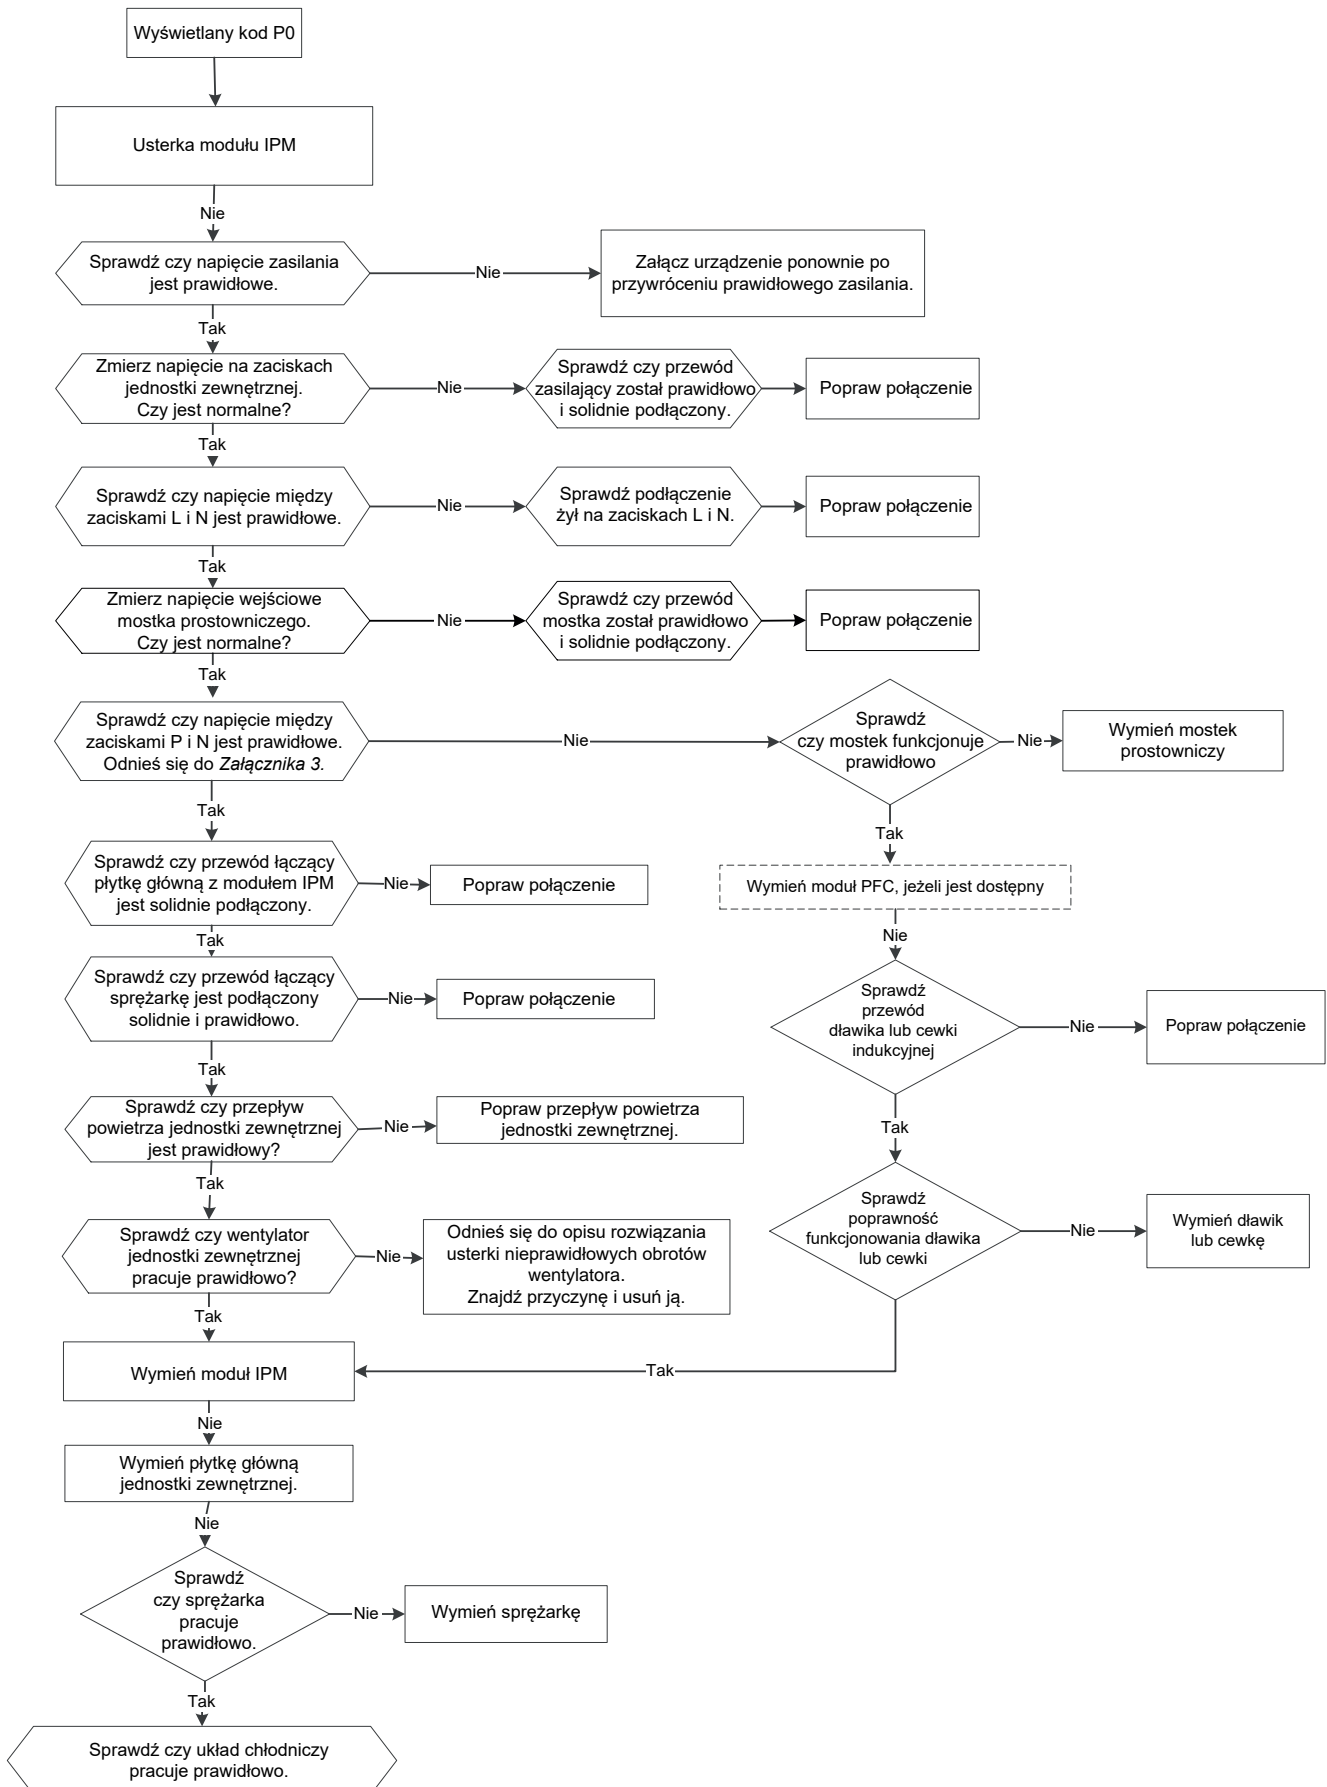 Wyświetlany kod P0
Usterka modułu IPM
Nie
Sprawdź czy napięcie zasilania
jest prawidłowe.
Nie
Załącz urządzenie ponownie po
przywróceniu prawidłowego zasilania.
Tak
Zmierz napięcie na zaciskach
jednostki zewnętrznej.
Czy jest normalne?
Nie
Sprawdź czy przewód
zasilający został prawidłowo
i solidnie podłączony.
Popraw połączenie
Tak
Sprawdź czy napięcie między
zaciskami L i N jest prawidłowe.
Nie
Sprawdź podłączenie
żył na zaciskach L i N.
Popraw połączenie
Tak
Zmierz napięcie wejściowe
mostka prostowniczego.
Czy jest normalne?
Nie
Sprawdź czy przewód
mostka został prawidłowo
i solidnie podłączony.
Popraw połączenie
Tak
Sprawdź czy napięcie między
zaciskami P i N jest prawidłowe.
Odnieś się do Załącznika 3.
Nie
Sprawdź
czy mostek funkcjonuje
prawidłowo
Nie
Wymień mostek
prostowniczy
Tak
Tak
Sprawdź czy przewód łączący
płytkę główną z modułem IPM
jest solidnie podłączony.
Nie
Popraw połączenie
Wymień moduł PFC, jeżeli jest dostępny
Nie
Tak
Sprawdź czy przewód łączący
sprężarkę jest podłączony
solidnie i prawidłowo.
Nie
Popraw połączenie
Sprawdź
przewód
dławika lub cewki
indukcyjnej
Nie
Popraw połączenie
Tak
Tak
Sprawdź czy przepływ
powietrza jednostki zewnętrznej
jest prawidłowy?
Nie
Popraw przepływ powietrza
jednostki zewnętrznej.
Tak
Sprawdź czy wentylator
jednostki zewnętrznej
pracuje prawidłowo?
Nie
Odnieś się do opisu rozwiązania
usterki nieprawidłowych obrotów
wentylatora.
Znajdź przyczynę i usuń ją.
Sprawdź
poprawność
funkcjonowania dławika
lub cewki
Nie
Wymień dławik
lub cewkę
Tak
Wymień moduł IPM
Tak
Nie
Wymień płytkę główną
jednostki zewnętrznej.
Nie
Sprawdź
czy sprężarka
pracuje
prawidłowo.
Nie
Wymień sprężarkę
Tak
Sprawdź czy układ chłodniczy
pracuje prawidłowo.